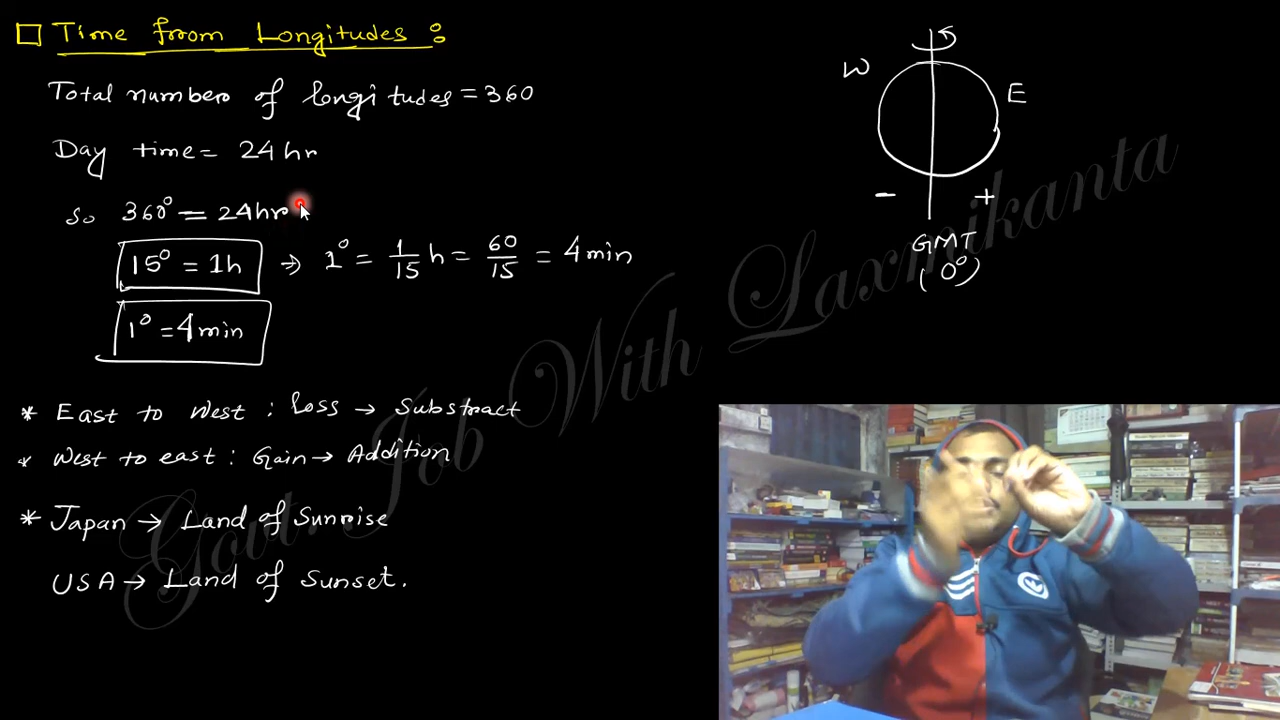 □ Time from Longitudes :
Total number of longitudes = 360
Day time = 24 hr
So 360° = 24hr
15° = 1h ⇒ 1° = 1/15 h = 60/15 = 4 min
1° = 4 min
* East to West : Loss → Substract
* West to east : Gain → Addition
* Japan → Land of Sunrise
USA → Land of Sunset.
W
E
- +
GMT
(0°)
Govt. Job With Laxmikanta